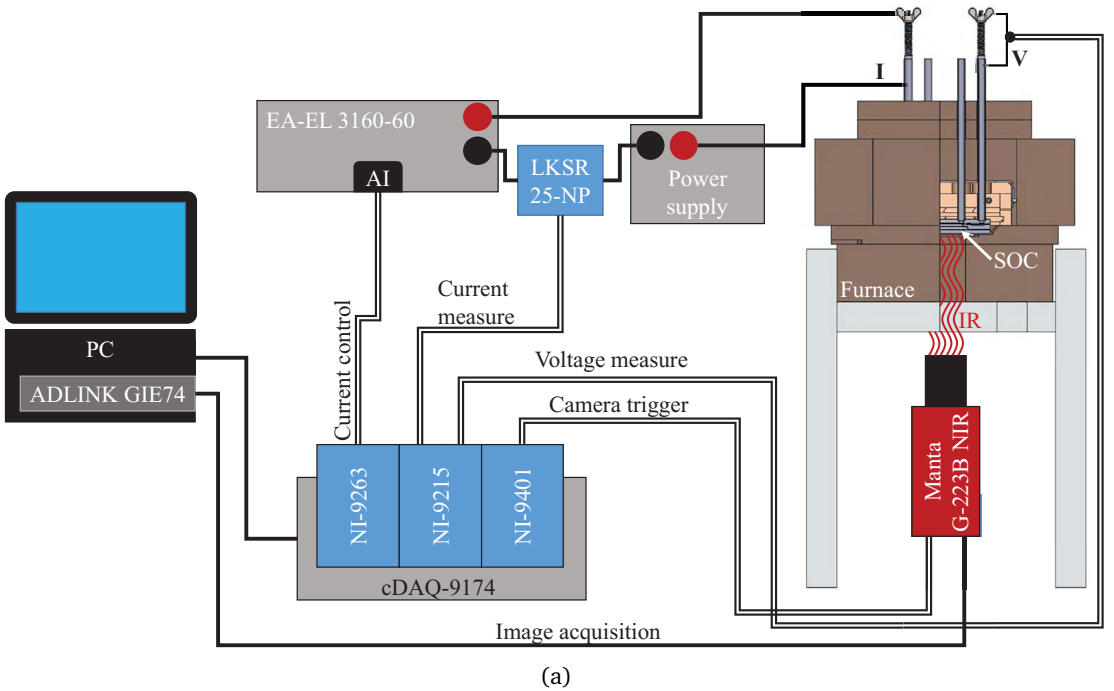 I
V
EA-EL 3160-60
AI
LKSR
25-NP
Power
supply
SOC
Furnace
IR
PC
ADLINK GIE74
Current control
Current
measure
Voltage measure
Camera trigger
Manta
G-223B NIR
NI-9263
NI-9215
NI-9401
cDAQ-9174
Image acquisition
(a)